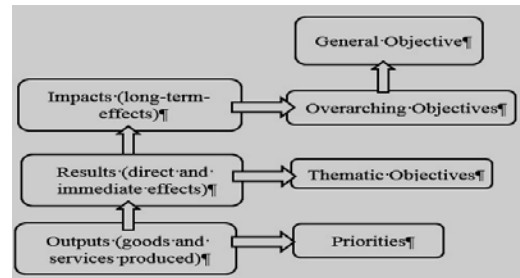 General·Objective¶
Impacts·(long-term-
effects)¶
Overarching·Objectives¶
Results·(direct·and·
immediate·effects)¶
Thematic·Objectives¶
Outputs·(goods·and·
services·produced)¶
Priorities¶